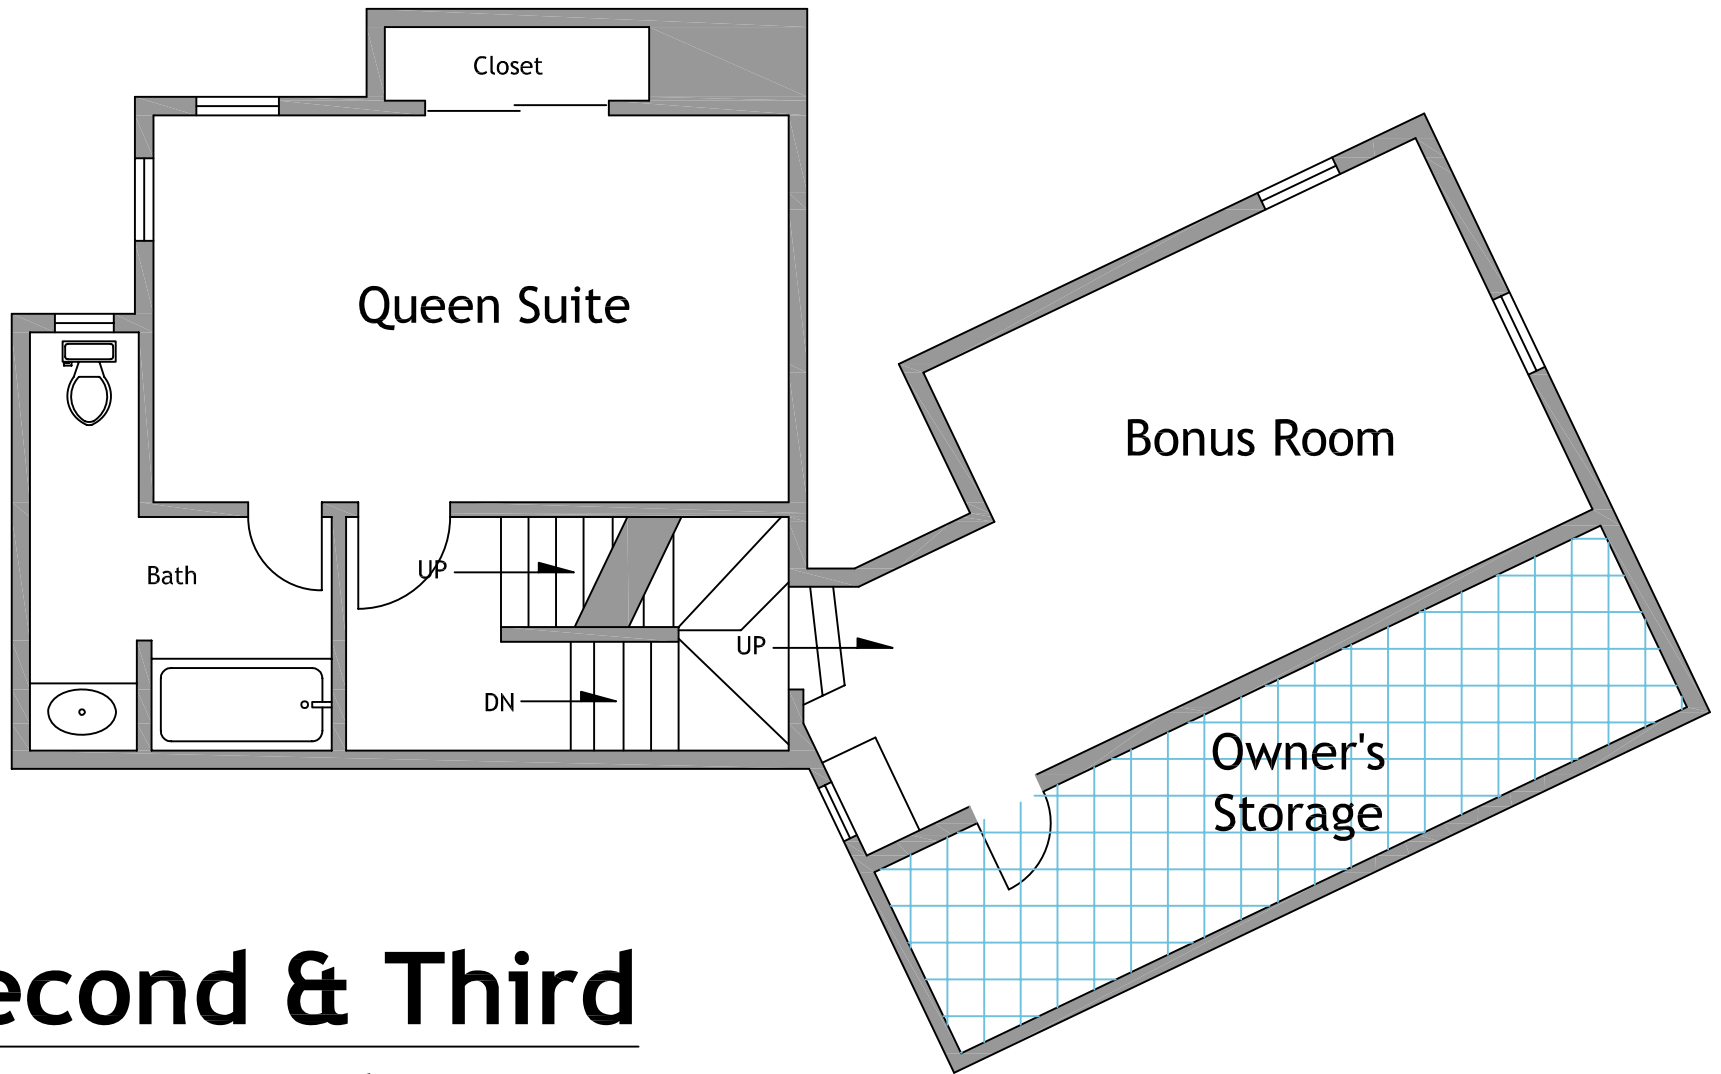 Closet
Queen Suite
Bonus Room
UP
Bath
UP
DN
Owner's
Storage
econd & Third